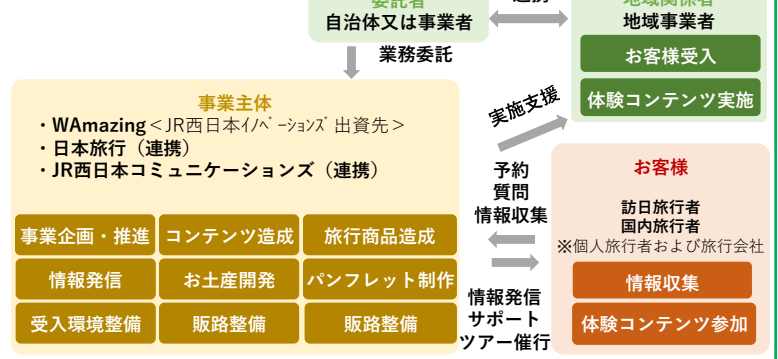 委託者
自治体又は事業者
連携
地域関係者
地域事業者
お客様受入
体験コンテンツ実施
業務委託
事業主体
・WAmazing＜JR西日本ｲﾉﾍﾞｰｼｮﾝｽﾞ 出資先＞
・日本旅行（連携）
・JR西日本コミュニケーションズ（連携）
事業企画・推進
コンテンツ造成
旅行商品造成
情報発信
お土産開発
パンフレット制作
受入環境整備
販路整備
販路整備
実施支援
予約
質問
情報収集
情報発信
サポート
ツアー催行
お客様
訪日旅行者
国内旅行者
※個人旅行者および旅行会社
情報収集
体験コンテンツ参加